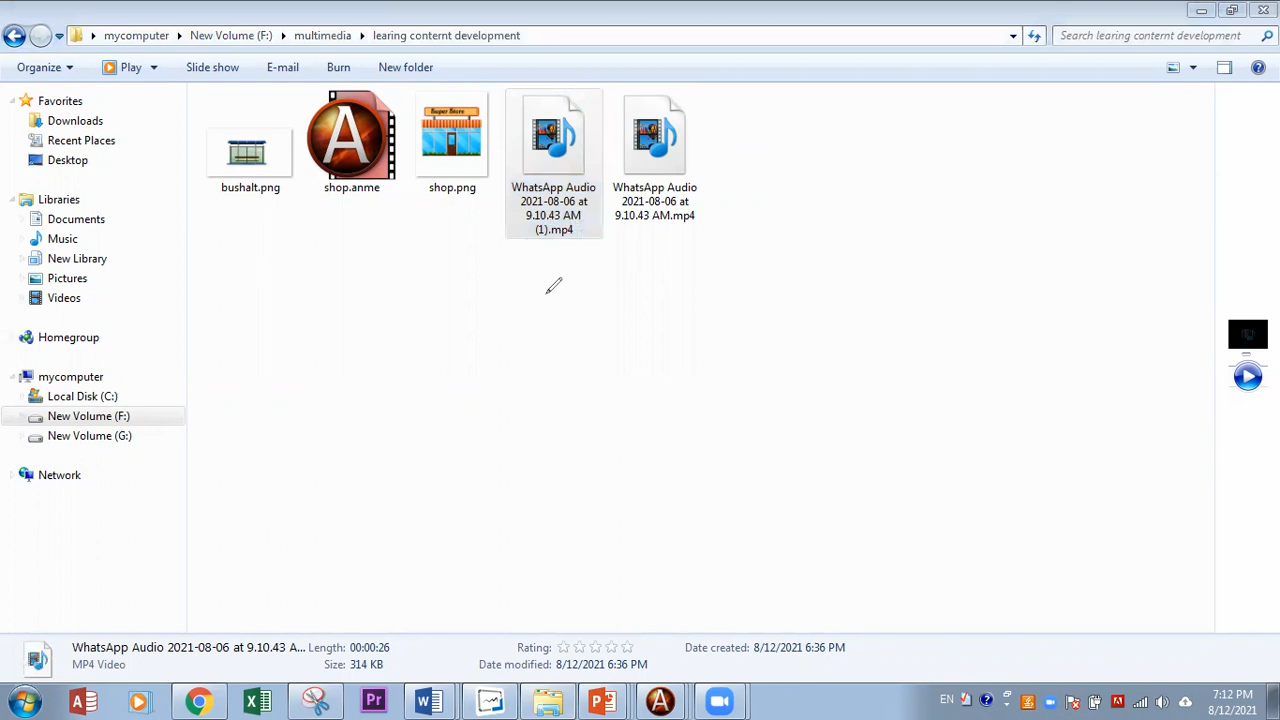 mycomputer New Volume (F:) multimedia learing conternt development Search learing conternt development
Organize Play Slide show E-mail Burn New folder
Favorites
Downloads
Recent Places
Desktop
Libraries
Documents
Music
New Library
Pictures
Videos
Homegroup
mycomputer
Local Disk (C:)
New Volume (F:)
New Volume (G:)
Network
Super Store
bushalt.png
shop.anme
shop.png
WhatsApp Audio
2021-08-06 at
9.10.43 AM
(1).mp4
WhatsApp Audio
2021-08-06 at
9.10.43 AM.mp4
WhatsApp Audio 2021-08-06 at 9.10.43 A... Length: 00:00:26 Rating: Date created: 8/12/2021 6:36 PM
MP4 Video Size: 314 KB Date modified: 8/12/2021 6:36 PM
EN 7:12 PM
8/12/2021